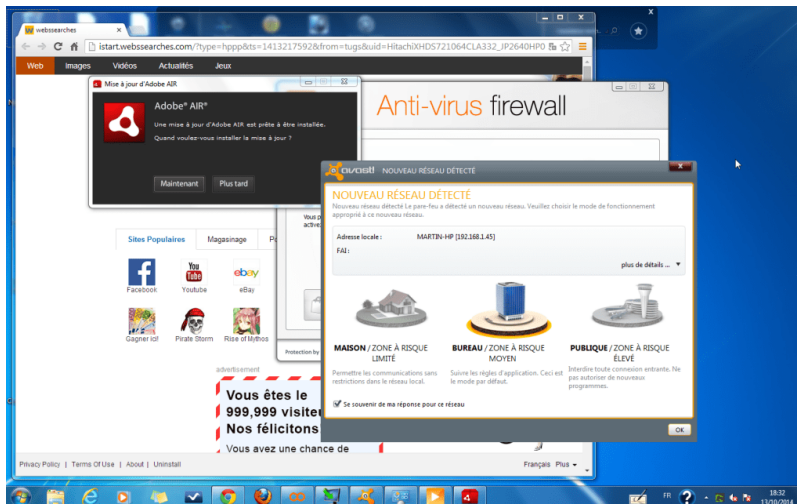 webssearches
istart.webssearches.com/?type=hppp&ts=1413217592&from=tugs&uid=HitachiXHDS721064CLA332_JP2640HP0
Web Images Vidéos Actualités Jeux
Mise à jour d'Adobe AIR
Adobe® AIR®
Une mise à jour d'Adobe AIR est prête à être installée.
Quand voulez-vous installer la mise à jour ?
Maintenant Plus tard
Anti-virus firewall
avast! NOUVEAU RÉSEAU DÉTECTÉ
NOUVEAU RÉSEAU DÉTECTÉ
Nouveau réseau détecté Le pare-feu a détecté un nouveau réseau. Veuillez choisir le mode de fonctionnement
approprié à ce nouveau réseau.
Adresse locale : MARTIN-HP [192.168.1.45]
FAI :
plus de détails ...
MAISON / ZONE À RISQUE
LIMITÉ
Permettre les communications sans
restrictions dans le réseau local.
BUREAU / ZONE À RISQUE
MOYEN
Suivre les règles d'application. Ceci est
le mode par défaut.
PUBLIQUE / ZONE À RISQUE
ÉLEVÉ
Interdire toute connexion entrante. Ne
pas autoriser de nouveaux
programmes.
Se souvenir de ma réponse pour ce réseau
OK
Vous p
active
Protection by
Sites Populaires Magasinage
Facebook Youtube eBay
You
Tube
ebay
Gagner ici! Pirate Storm Rise of Mythos
advertisement
Vous êtes le
999,999 visiteu
Nos félicitons
Vous avez une chance de
Privacy Policy | Terms Of Use | About | Uninstall
Français Plus
FR
18:32
13/10/2014